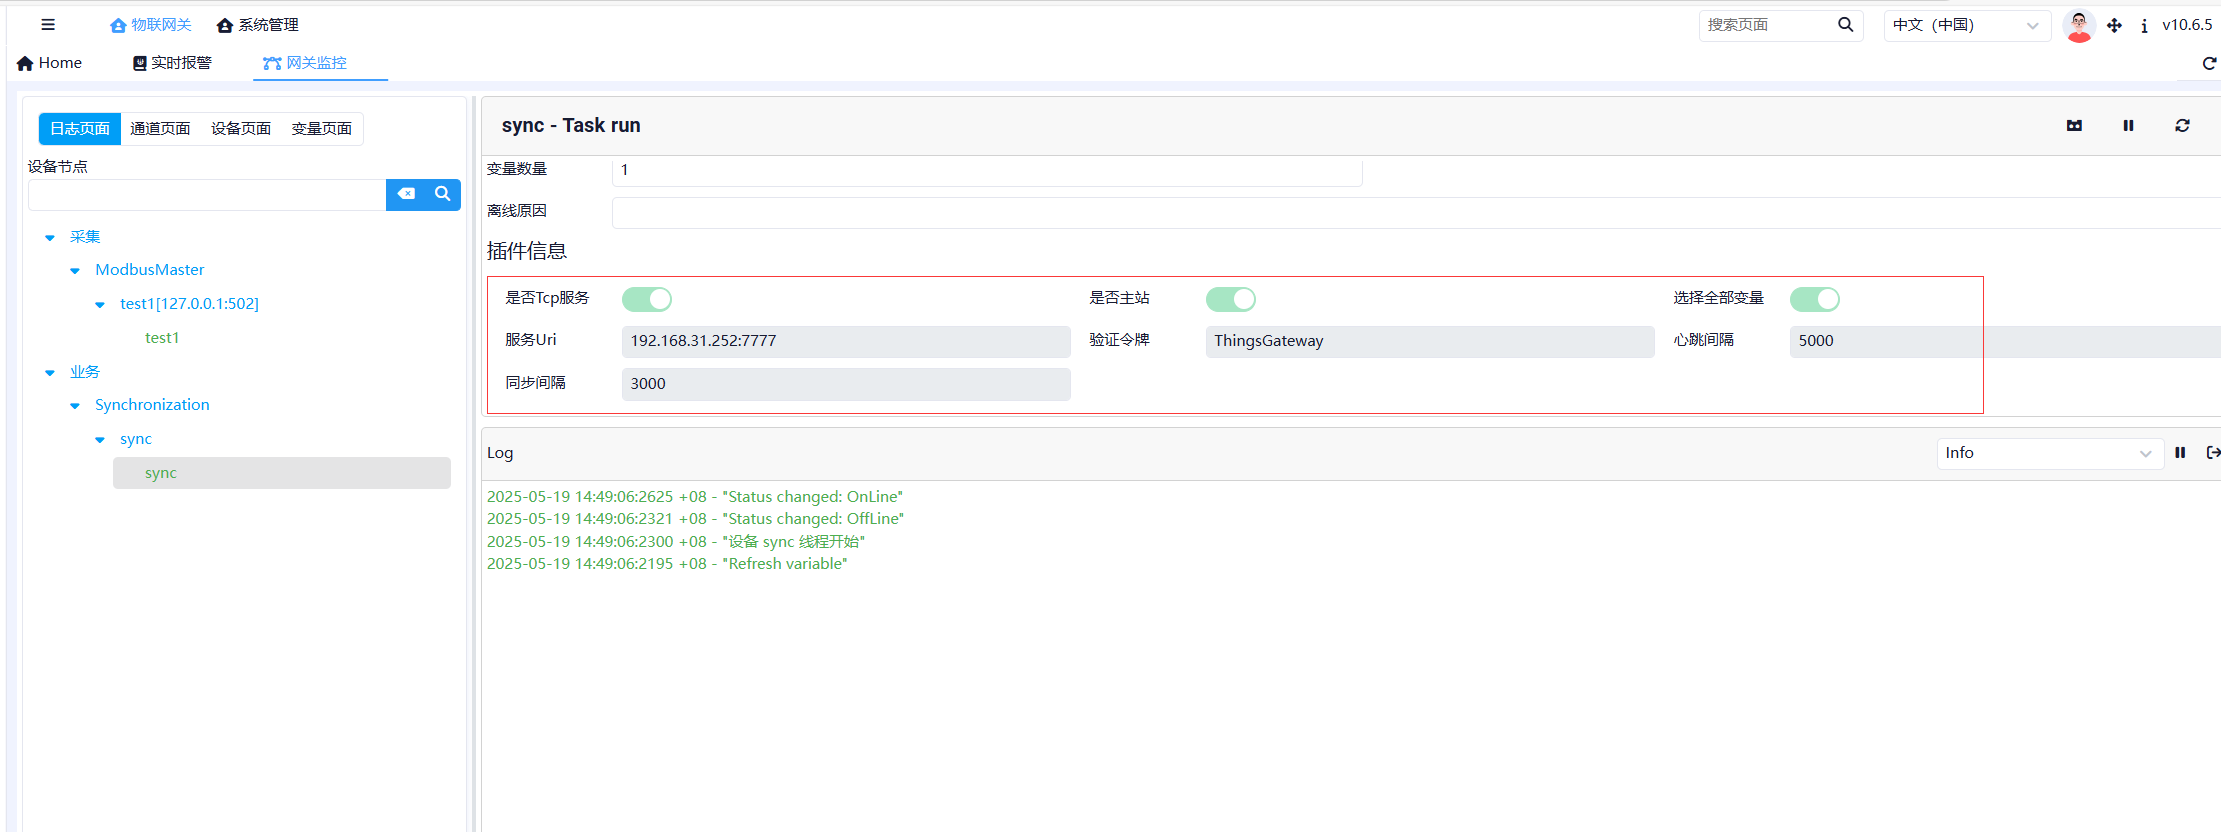 物联网关 系统管理 搜索页面 中文（中国） v10.6.5
Home 实时报警 网关监控
日志页面 通道页面 设备页面 变量页面
设备节点
采集
ModbusMaster
test1[127.0.0.1:502]
test1
业务
Synchronization
sync
sync
sync - Task run
变量数量 1
离线原因
插件信息
是否Tcp服务 是否主站 选择全部变量
服务Uri 192.168.31.252:7777 验证令牌 ThingsGateway 心跳间隔 5000
同步间隔 3000
Log Info
2025-05-19 14:49:06:2625 +08 - "Status changed: OnLine"
2025-05-19 14:49:06:2321 +08 - "Status changed: OffLine"
2025-05-19 14:49:06:2300 +08 - "设备 sync 线程开始"
2025-05-19 14:49:06:2195 +08 - "Refresh variable"